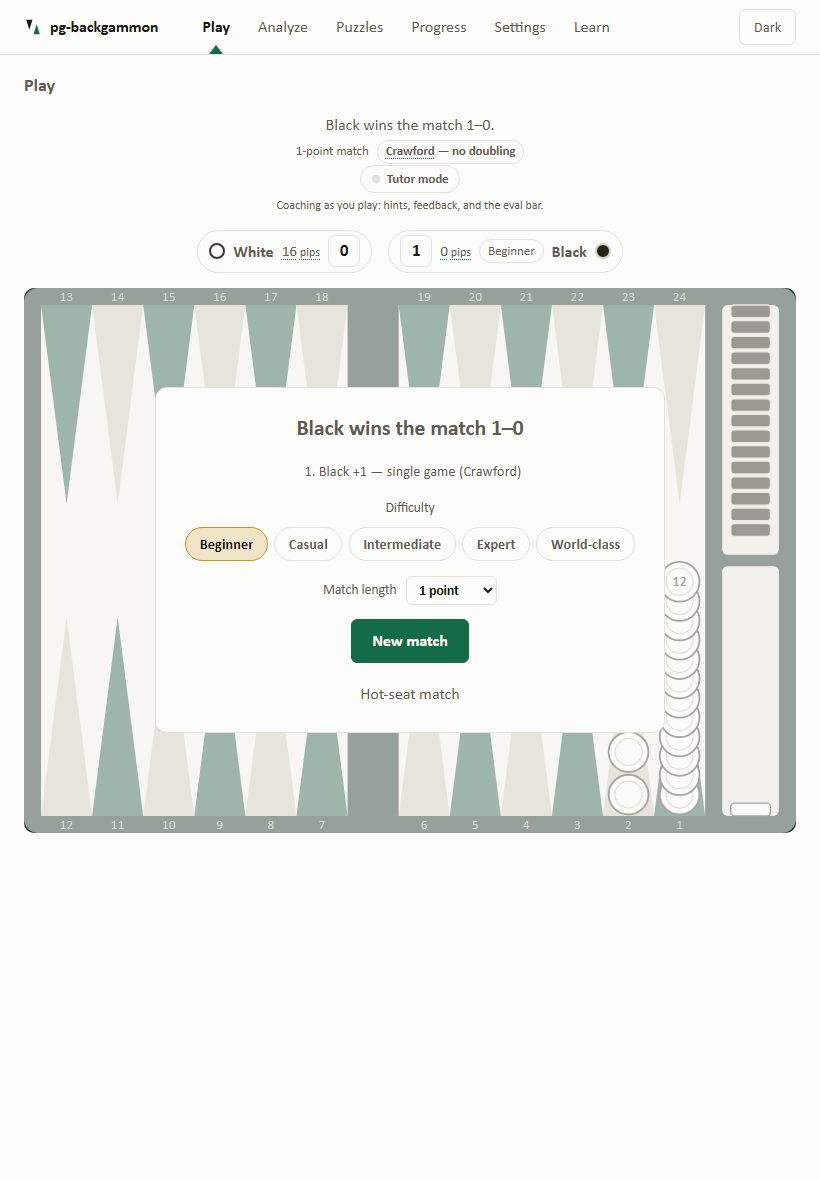 pg-backgammon Play Analyze Puzzles Progress Settings Learn Dark
Play
Black wins the match 1–0.
1-point match Crawford — no doubling
Tutor mode
Coaching as you play: hints, feedback, and the eval bar.
White 16 pips 0 1 0 pips Beginner Black
13 14 15 16 17 18 19 20 21 22 23 24
Black wins the match 1–0
1. Black +1 — single game (Crawford)
Difficulty
Beginner Casual Intermediate Expert World-class
12
Match length 1 point
New match
Hot-seat match
12 11 10 9 8 7 6 5 4 3 2 1